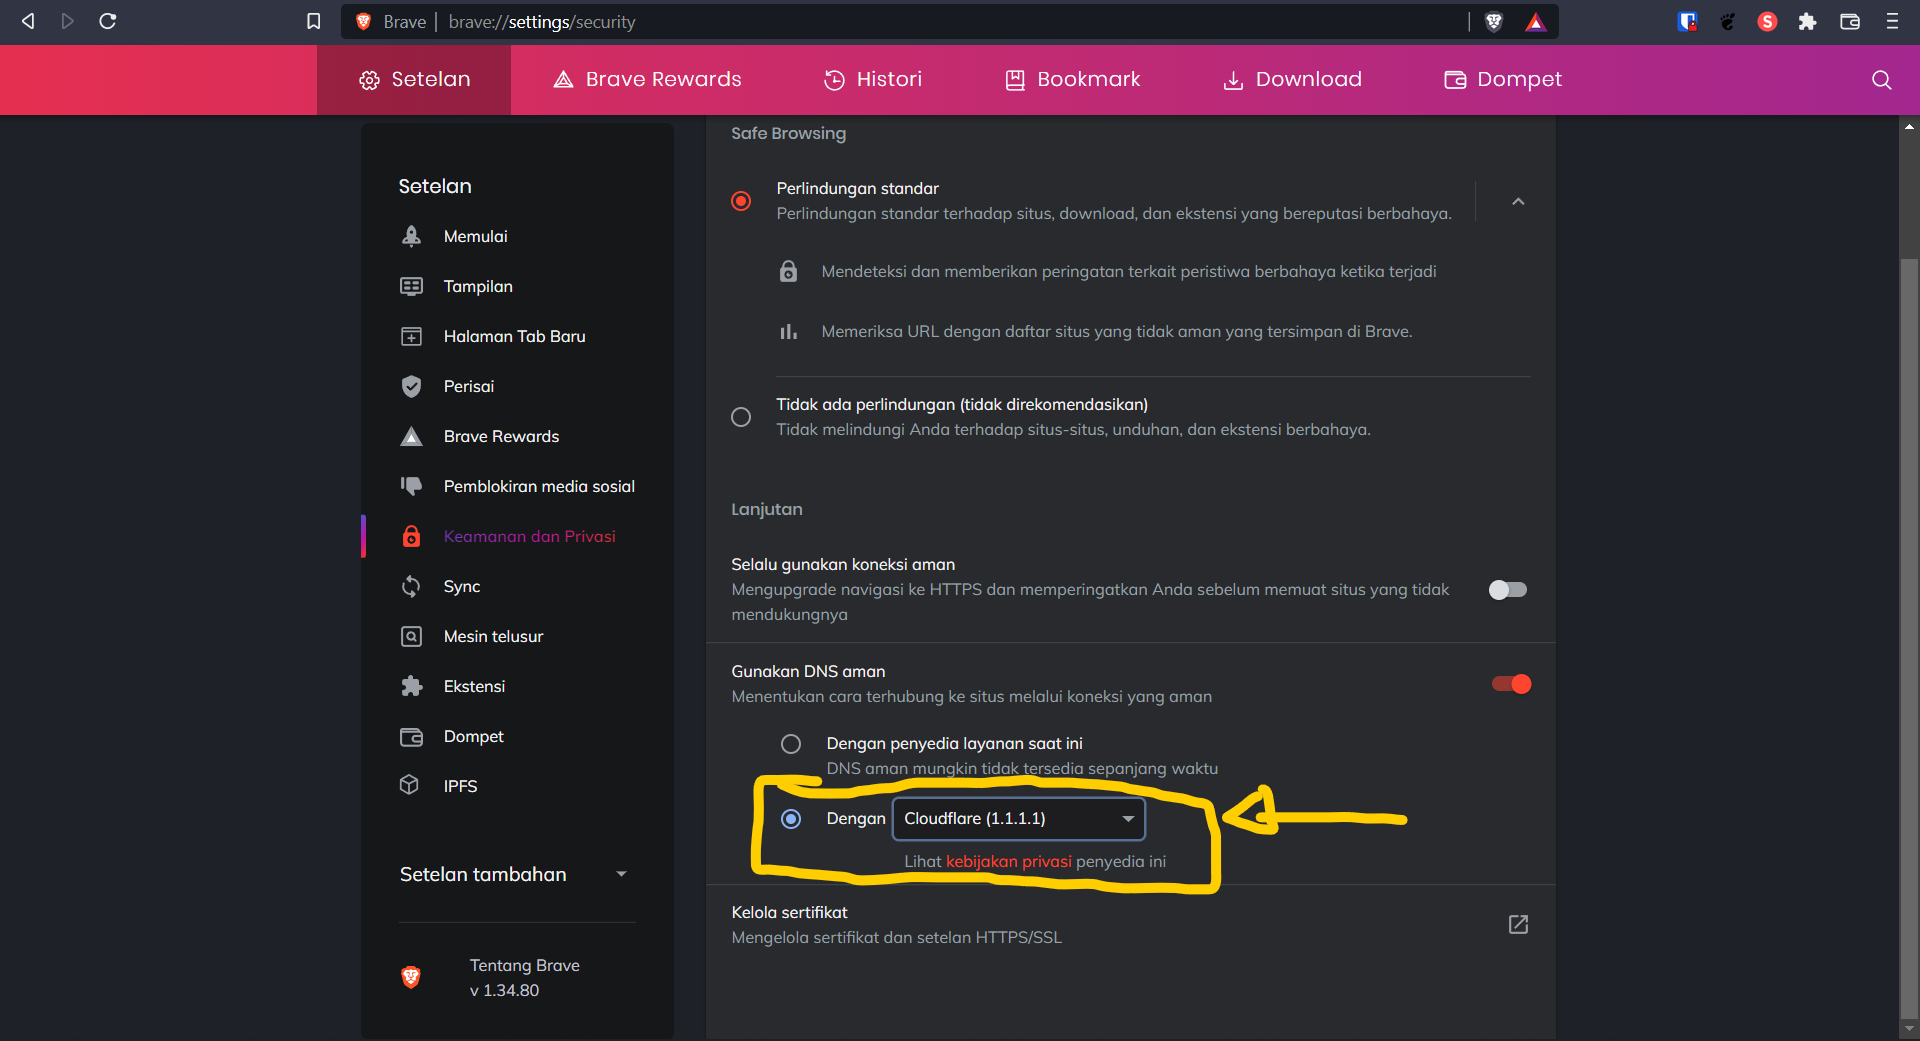 Brave | brave://settings/security
Setelan
Brave Rewards
Histori
Bookmark
Download
Dompet
Setelan
Memulai
Tampilan
Halaman Tab Baru
Perisai
Brave Rewards
Pemblokiran media sosial
Keamanan dan Privasi
Sync
Mesin telusur
Ekstensi
Dompet
IPFS
Setelan tambahan
Tentang Brave
v 1.34.80
Safe Browsing
Perlindungan standar
Perlindungan standar terhadap situs, download, dan ekstensi yang bereputasi berbahaya.
Mendeteksi dan memberikan peringatan terkait peristiwa berbahaya ketika terjadi
Memeriksa URL dengan daftar situs yang tidak aman yang tersimpan di Brave.
Tidak ada perlindungan (tidak direkomendasikan)
Tidak melindungi Anda terhadap situs-situs, unduhan, dan ekstensi berbahaya.
Lanjutan
Selalu gunakan koneksi aman
Mengupgrade navigasi ke HTTPS dan memperingatkan Anda sebelum memuat situs yang tidak
mendukungnya
Gunakan DNS aman
Menentukan cara terhubung ke situs melalui koneksi yang aman
Dengan penyedia layanan saat ini
DNS aman mungkin tidak tersedia sepanjang waktu
Dengan Cloudflare (1.1.1.1)
Lihat kebijakan privasi penyedia ini
Kelola sertifikat
Mengelola sertifikat dan setelan HTTPS/SSL